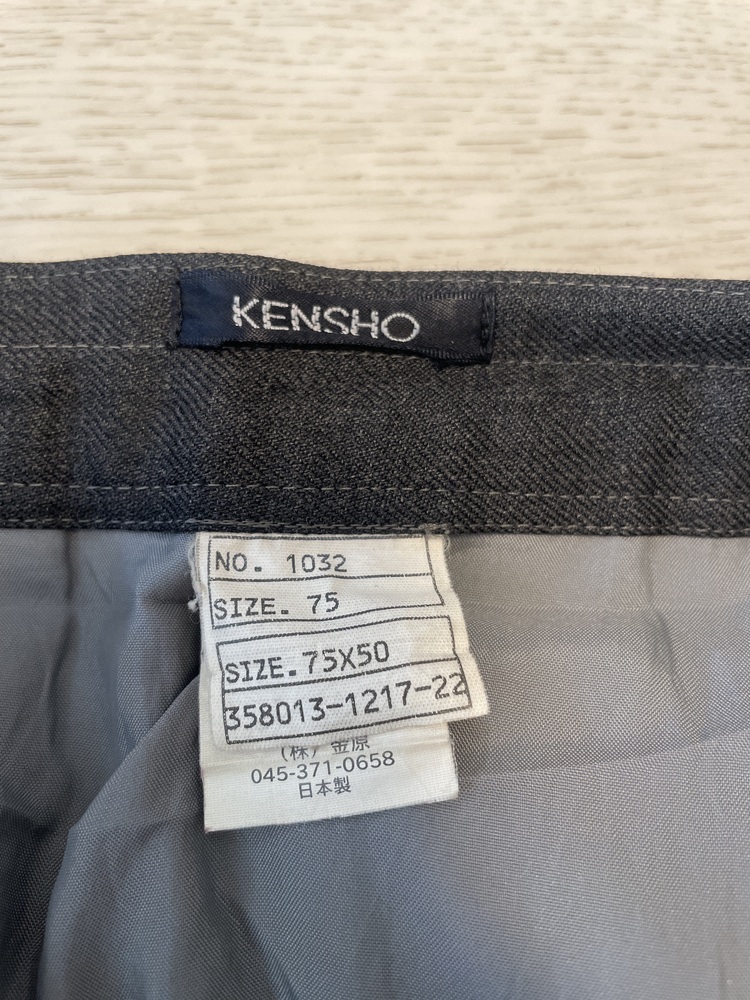 KENSHO
NO. 1032
SIZE. 75
SIZE.75X50
358013-1217-22
(株) 金原
045-371-0658
日本製